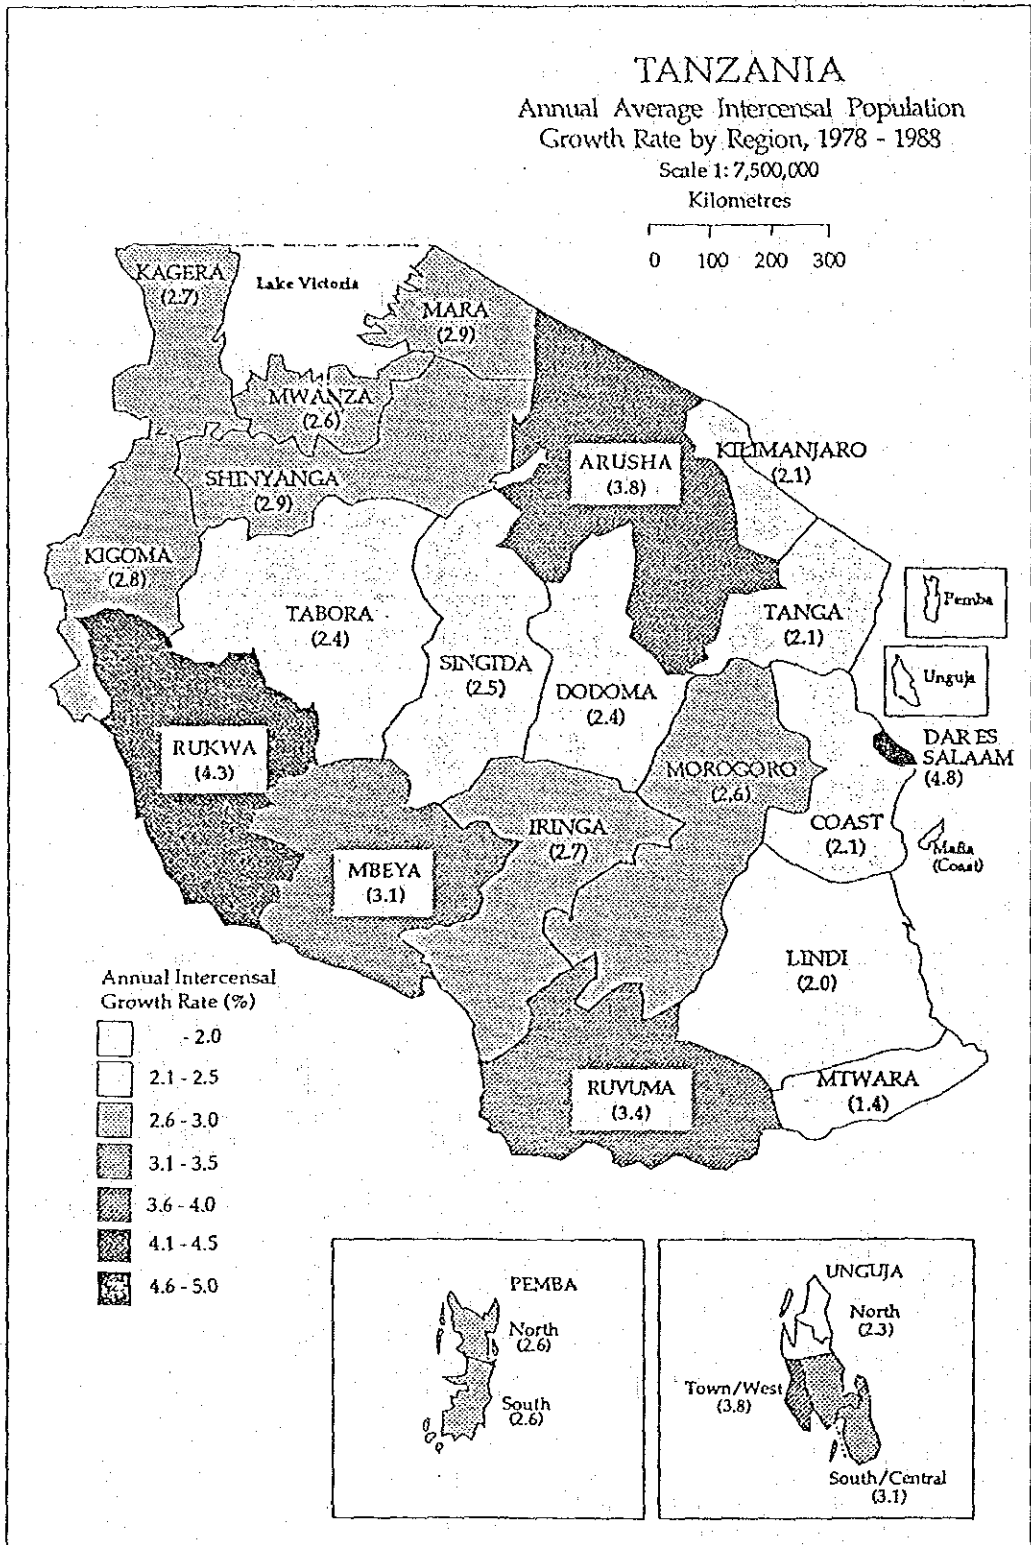 TANZANIA
Annual Average Intercensal Population
Growth Rate by Region, 1978 - 1988
Scale 1: 7,500,000
Kilometres
0 100 200 300
KAGERA
(2.7)
Lake Victoria
MARA
(2.9)
MWANZA
(2.6)
SHINYANGA
(2.9)
ARUSHA
(3.8)
KILIMANJARO
(2.1)
KIGOMA
(2.8)
TABORA
(2.4)
SINGIDA
(2.5)
DODOMA
(2.4)
TANGA
(2.1)
Pemba
Unguja
RUKWA
(4.3)
DAR ES
SALAAM
(4.8)
MOROGORO
(2.6)
COAST
(2.1)
Mafia
(Coast)
IRINGA
(2.7)
MBEYA
(3.1)
LINDI
(2.0)
RUVUMA
(3.4)
MTWARA
(1.4)
Annual Intercensal
Growth Rate (%)
- 2.0
2.1 - 2.5
2.6 - 3.0
3.1 - 3.5
3.6 - 4.0
4.1 - 4.5
4.6 - 5.0
PEMBA
North
(2.6)
South
(2.6)
UNGUJA
North
(2.3)
Town/West
(3.8)
South/Central
(3.1)